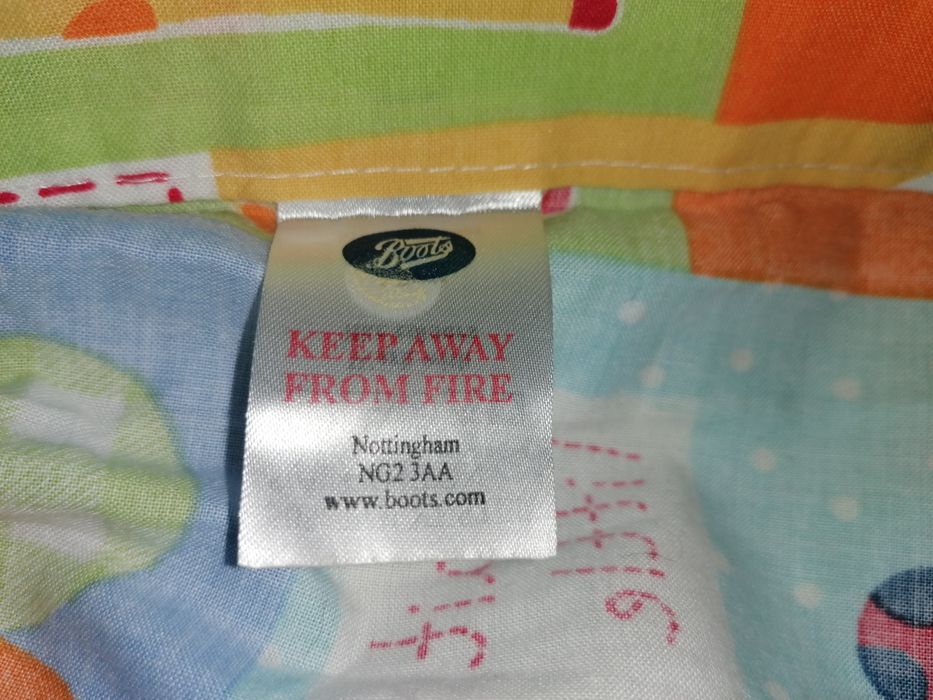 Boots
KEEP AWAY
FROM FIRE
Nottingham
NG2 3AA
www.boots.com